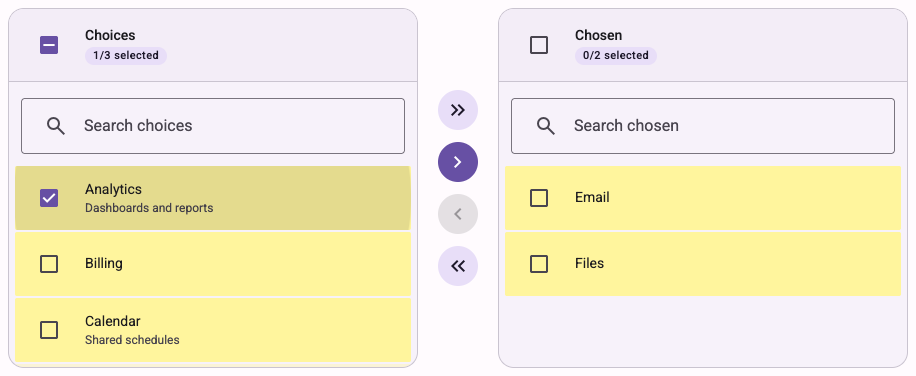 Choices
1/3 selected
Search choices
Analytics
Dashboards and reports
Billing
Calendar
Shared schedules
Chosen
0/2 selected
Search chosen
Email
Files